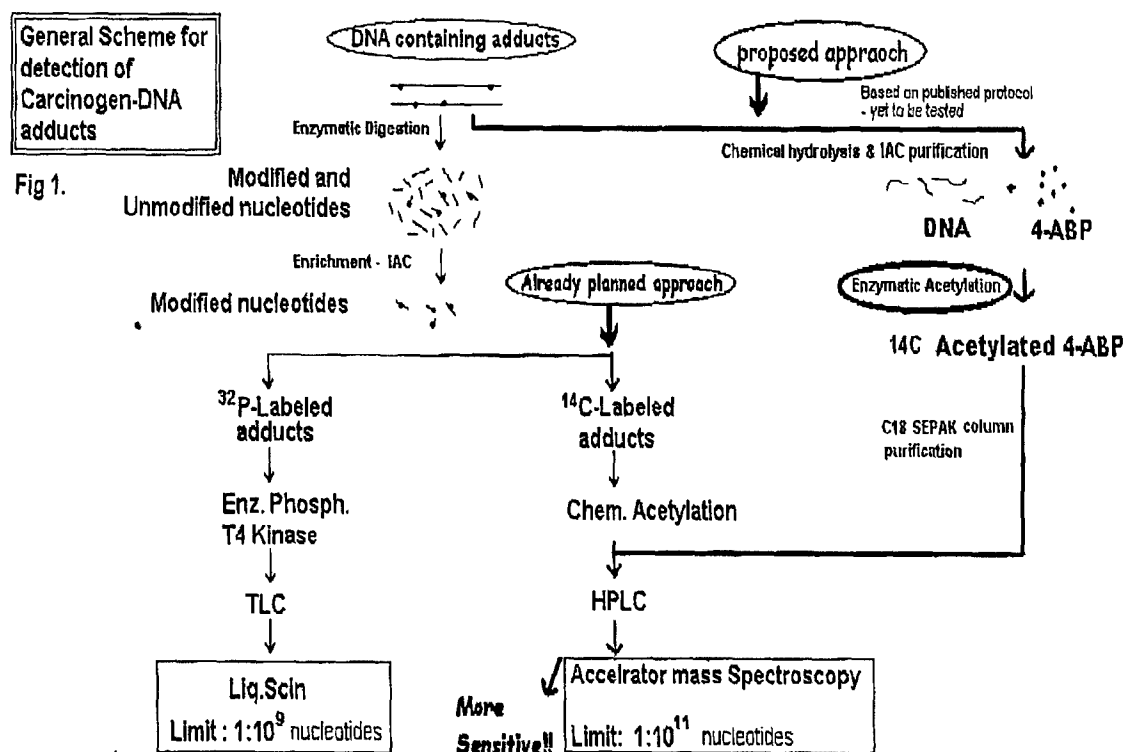 General Scheme for
detection of
Carcinogen-DNA
adducts
Fig 1.
DNA containing adducts
proposed appraoch
Based on published protocol
- yet to be tested
Enzymatic Digestion
Chemical hydrolysis & IAC purification
Modified and
Unmodified nucleotides
DNA
+
4-ABP
Enrichment - IAC
Modified nucleotides
Already planned approach
Enzymatic Acetylation
14C Acetylated 4-ABP
32P-Labeled
adducts
14C-Labeled
adducts
C18 SEPAK column
purification
Enz. Phosph.
T4 Kinase
Chem. Acetylation
TLC
HPLC
Liq.Scin
Limit : 1:10^9 nucleotides
More
Sensitive!!
Accelrator mass Spectroscopy
Limit: 1:10^11 nucleotides